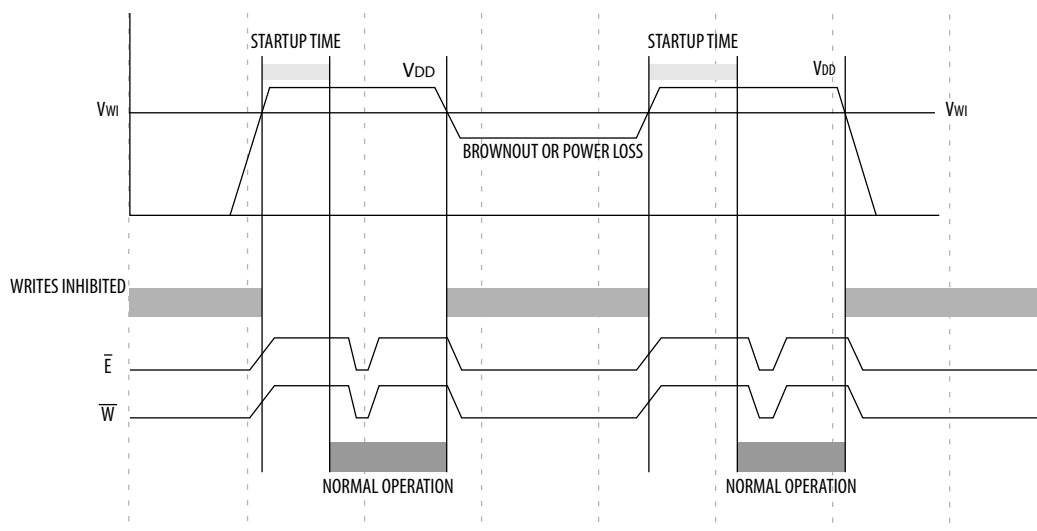 STARTUP TIME
STARTUP TIME
VDD
VDD
VWI
VWI
BROWNOUT OR POWER LOSS
WRITES INHIBITED
E̅
W̅
NORMAL OPERATION
NORMAL OPERATION